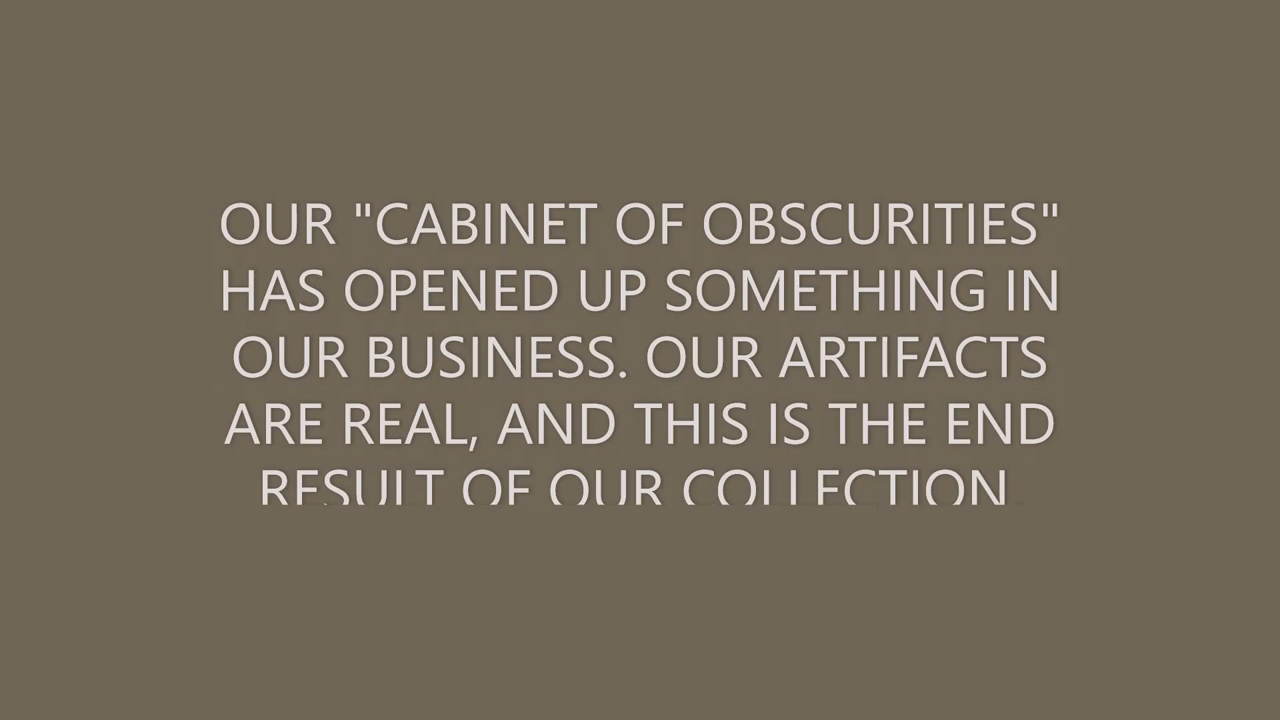 OUR "CABINET OF OBSCURITIES"
HAS OPENED UP SOMETHING IN
OUR BUSINESS. OUR ARTIFACTS
ARE REAL, AND THIS IS THE END
RESULT OF OUR COLLECTION.